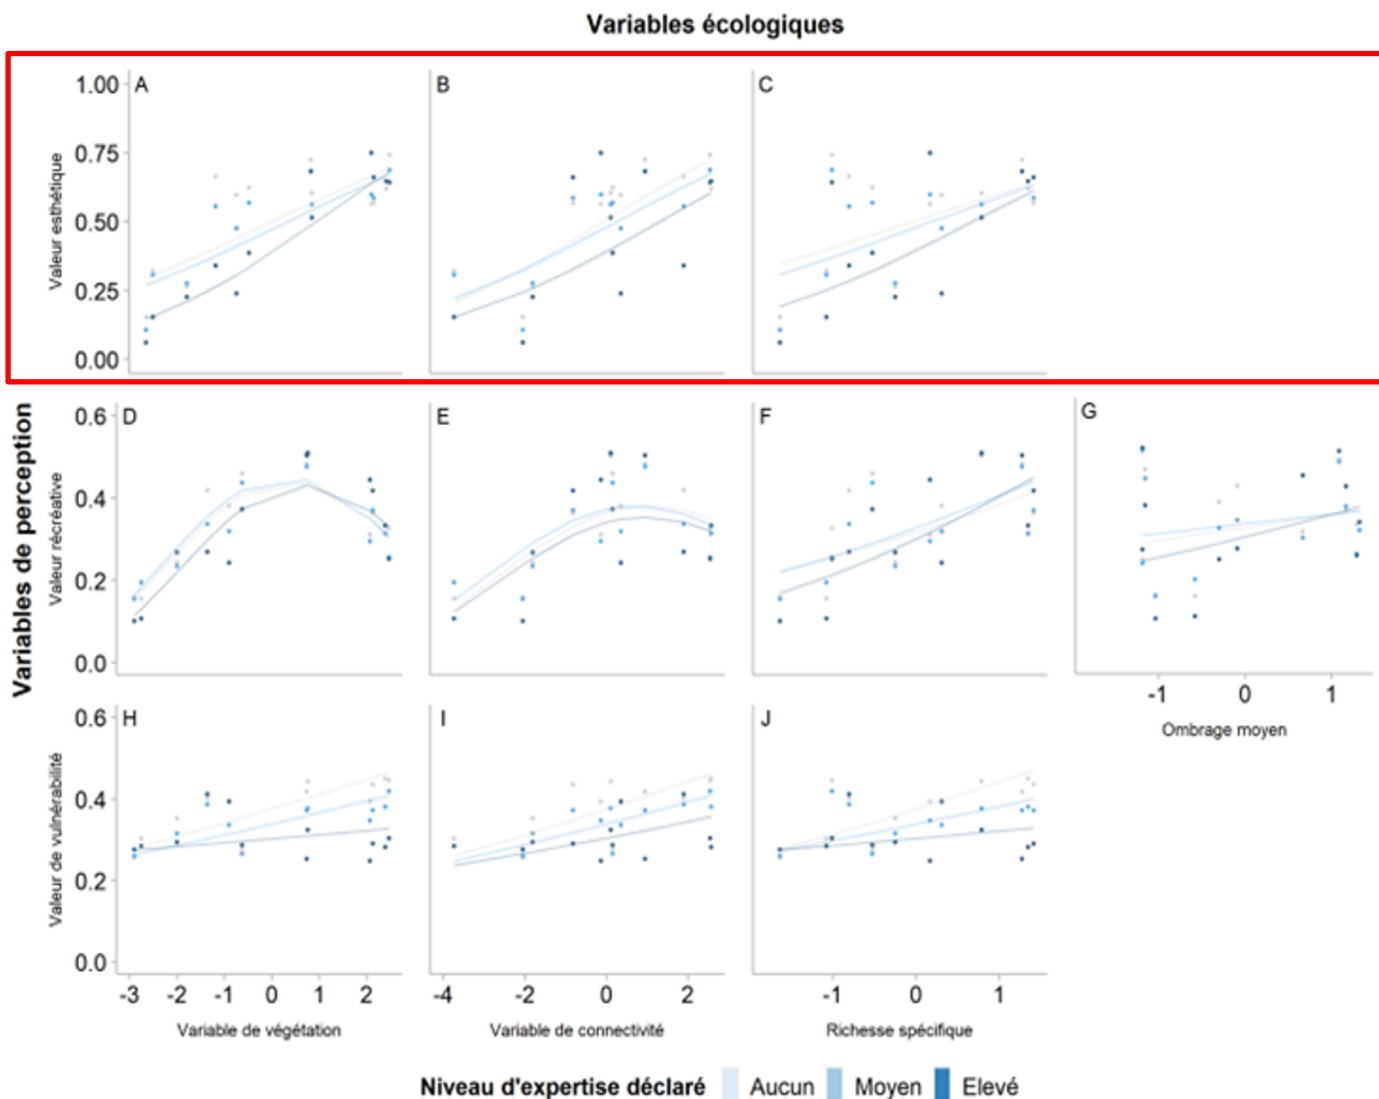 Variables écologiques
A
B
C
1.00
0.75
0.50
0.25
0.00
Valeur esthétique
Variables de perception
D
E
F
G
0.6
0.4
0.2
0.0
Valeur récréative
-1 0 1
Ombrage moyen
H
I
J
0.6
0.4
0.2
0.0
Valeur de vulnérabilité
-3 -2 -1 0 1 2
-4 -2 0 2
-1 0 1
Variable de végétation
Variable de connectivité
Richesse spécifique
Niveau d'expertise déclaré Aucun Moyen Elevé